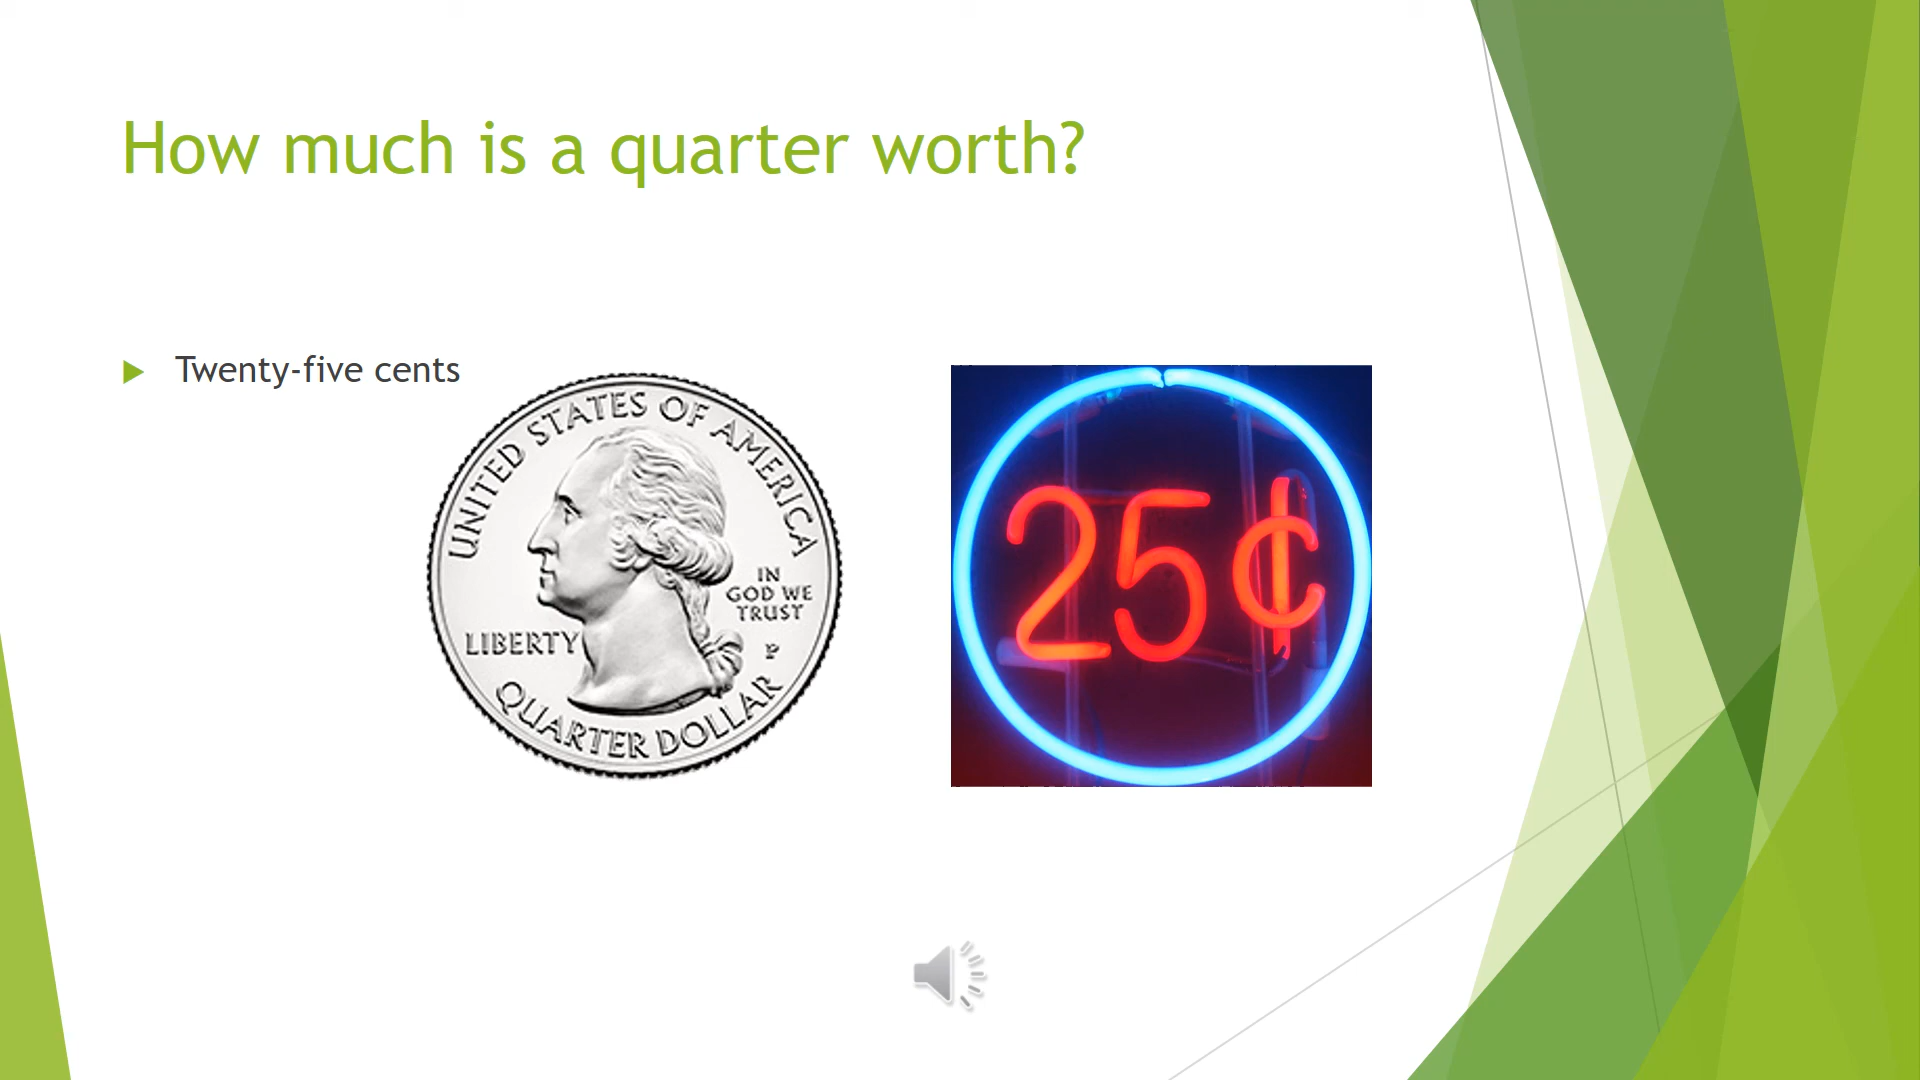 How much is a quarter worth?
Twenty-five cents
UNITED STATES OF AMERICA
IN
GOD WE
TRUST
LIBERTY
P
QUARTER DOLLAR
25¢